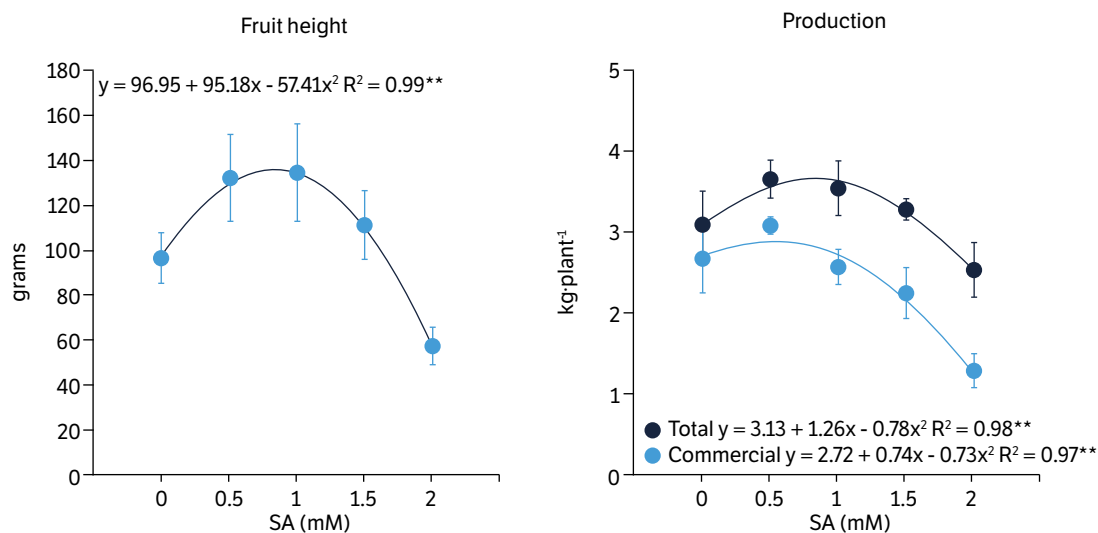 Fruit height
y = 96.95 + 95.18x - 57.41x² R² = 0.99**
180
160
140
120
100
80
60
40
20
0
grams
0 0.5 1 1.5 2
SA (mM)
Production
5
4
3
2
1
0
kg·plant⁻¹
Total y = 3.13 + 1.26x - 0.78x² R² = 0.98**
Commercial y = 2.72 + 0.74x - 0.73x² R² = 0.97**
0 0.5 1 1.5 2
SA (mM)